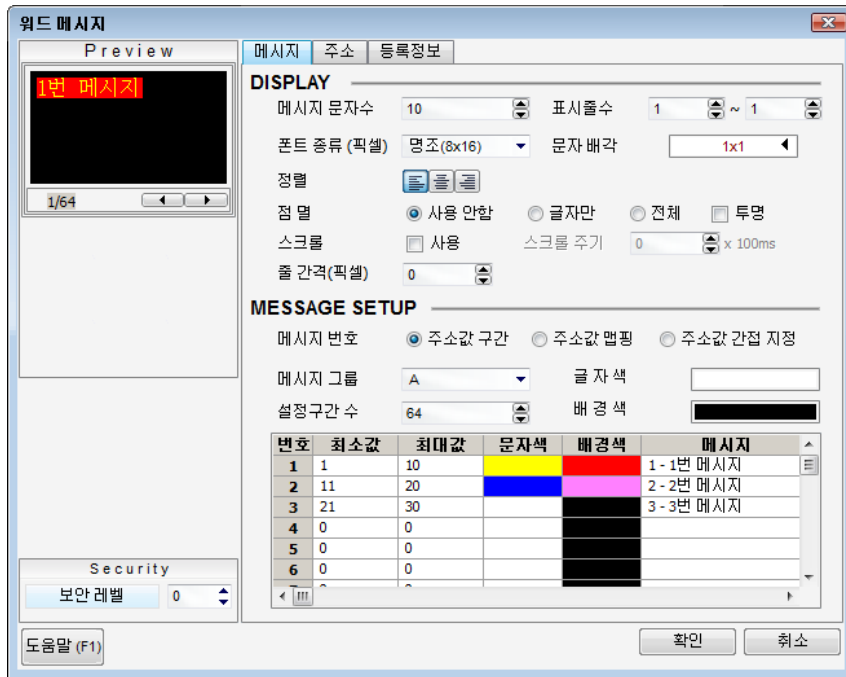 워드 메시지
Preview
1번 메시지
1/64
Security
보안 레벨 0
도움말 (F1)
메시지 주소 등록정보
DISPLAY
메시지 문자수 10 표시줄수 1 ~ 1
폰트 종류 (픽셀) 명조(8x16) 문자 배각 1x1
정렬
점 멸 사용 안함 글자만 전체 투명
스크롤 사용 스크롤 주기 0 x 100ms
줄 간격(픽셀) 0
MESSAGE SETUP
메시지 번호 주소값 구간 주소값 맵핑 주소값 간접 지정
메시지 그룹 A 글 자 색
설정구간 수 64 배 경 색
번호 최소값 최대값 문자색 배경색 메시지
1 1 10 1 - 1번 메시지
2 11 20 2 - 2번 메시지
3 21 30 3 - 3번 메시지
4 0 0
5 0 0
6 0 0
확인 취소